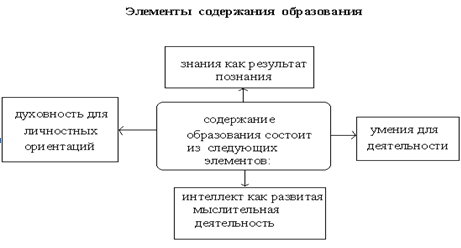 Элементы содержания образования
знания как результат
познания
духовность для
личностных
ориентаций
содержание
образования состоит
из следующих
элементов:
умения для
деятельности
интеллект как развитая
мыслительная
деятельность